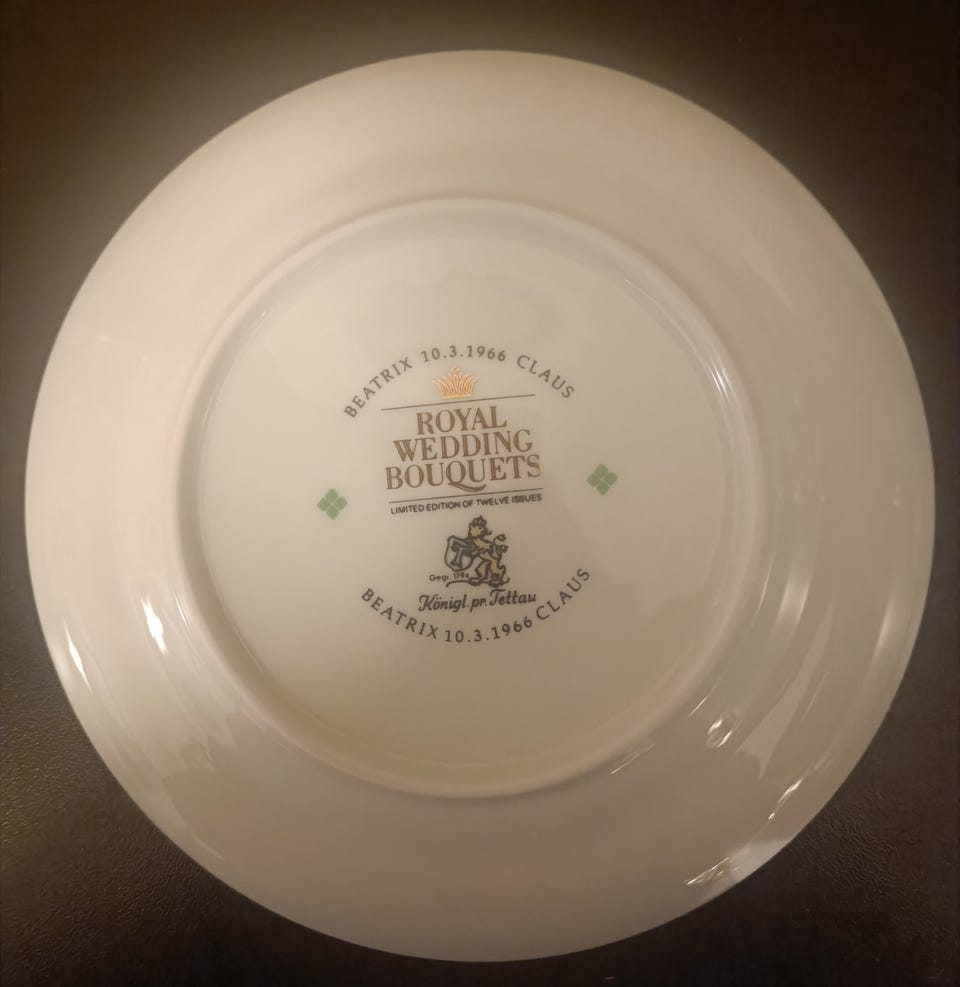 BEATRIX 10.3.1966 CLAUS
ROYAL
WEDDING
BOUQUETS
LIMITED EDITION OF TWELVE ISSUES
T
Gegr. 1794
Königl. pr. Tettau
BEATRIX 10.3.1966 CLAUS